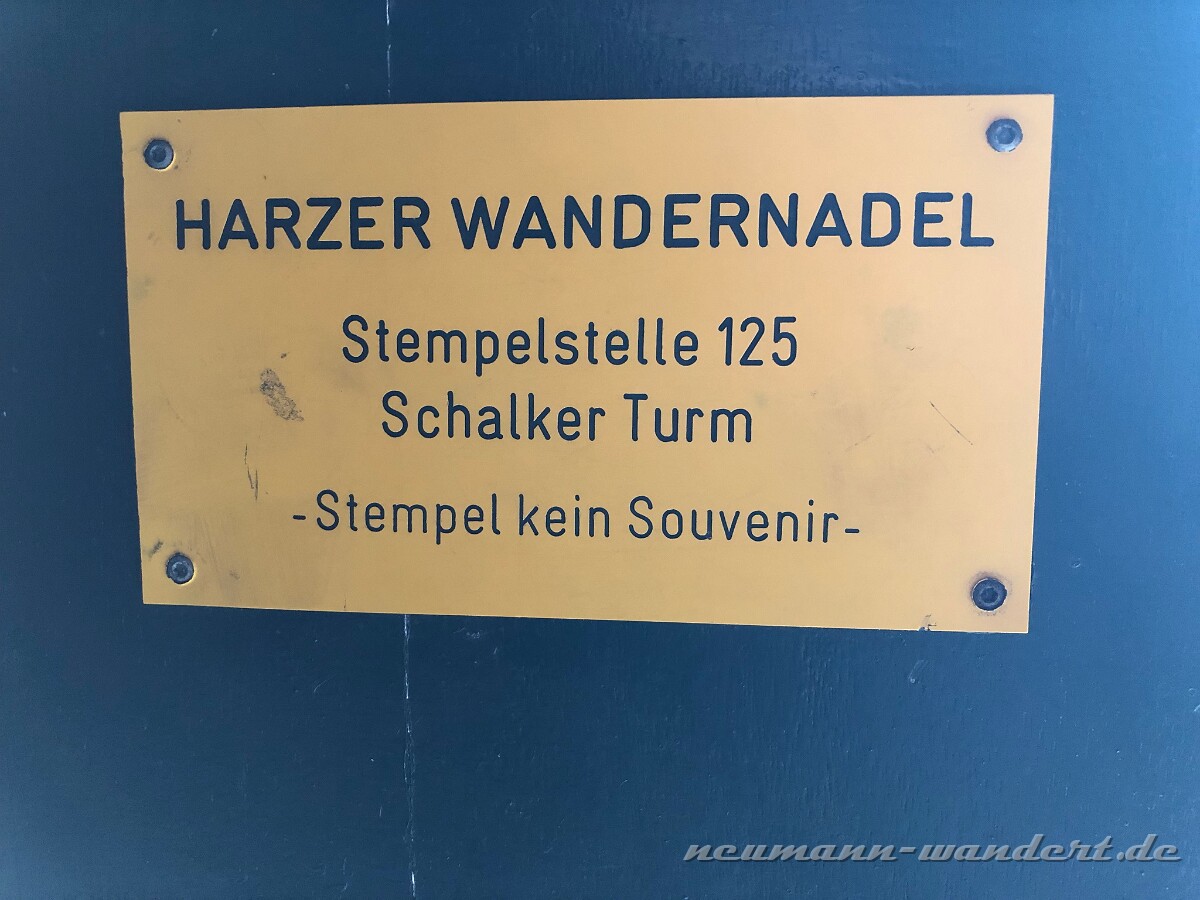 HARZER WANDERNADEL
Stempelstelle 125
Schalker Turm
-Stempel kein Souvenir-
neumann-wandert.de